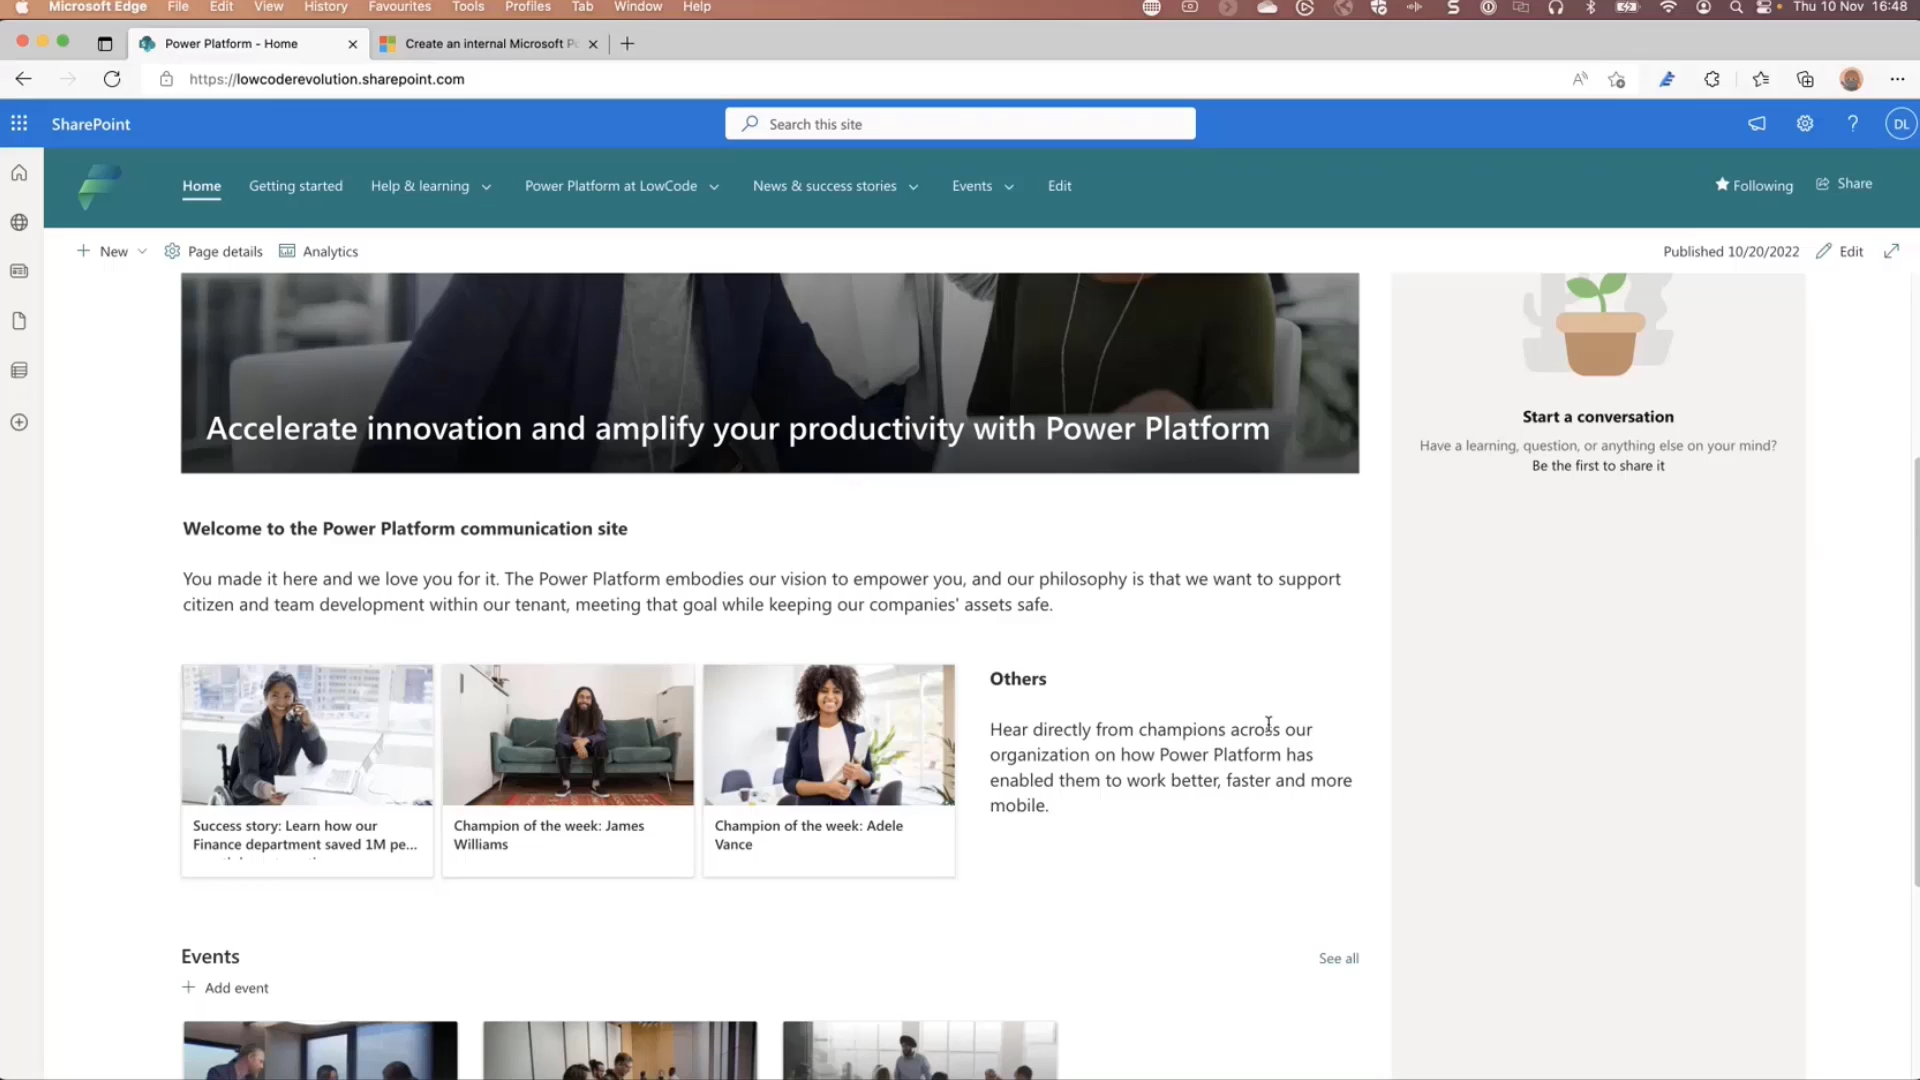 Microsoft Edge File Edit View History Favourites Tools Profiles Tab Window Help Thu 10 Nov 16:48
Power Platform - Home
Create an internal Microsoft
https://lowcoderevolution.sharepoint.com
SharePoint
Search this site
DL
Home Getting started Help & learning Power Platform at LowCode News & success stories Events Edit
Following Share
New Page details Analytics
Published 10/20/2022 Edit
Accelerate innovation and amplify your productivity with Power Platform
Start a conversation
Have a learning, question, or anything else on your mind?
Be the first to share it
Welcome to the Power Platform communication site
You made it here and we love you for it. The Power Platform embodies our vision to empower you, and our philosophy is that we want to support
citizen and team development within our tenant, meeting that goal while keeping our companies' assets safe.
Success story: Learn how our
Finance department saved 1M pe...
Champion of the week: James
Williams
Champion of the week: Adele
Vance
Others
Hear directly from champions across our
organization on how Power Platform has
enabled them to work better, faster and more
mobile.
Events
See all
Add event